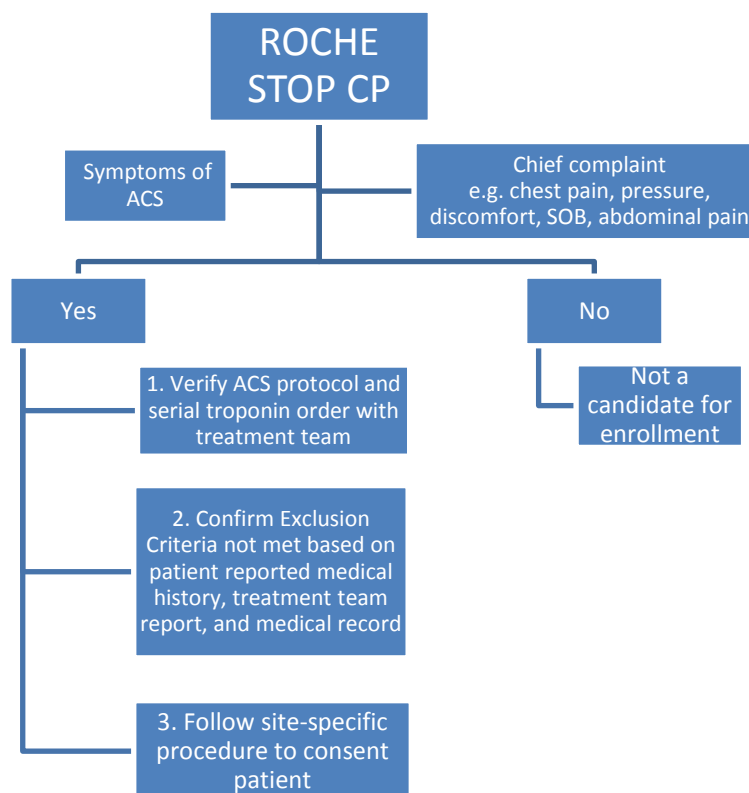 ROCHE
STOP CP
Symptoms of
ACS
Chief complaint
e.g. chest pain, pressure,
discomfort, SOB, abdominal pain
Yes
No
1. Verify ACS protocol and
serial troponin order with
treatment team
Not a
candidate for
enrollment
2. Confirm Exclusion
Criteria not met based on
patient reported medical
history, treatment team
report, and medical record
3. Follow site-specific
procedure to consent
patient